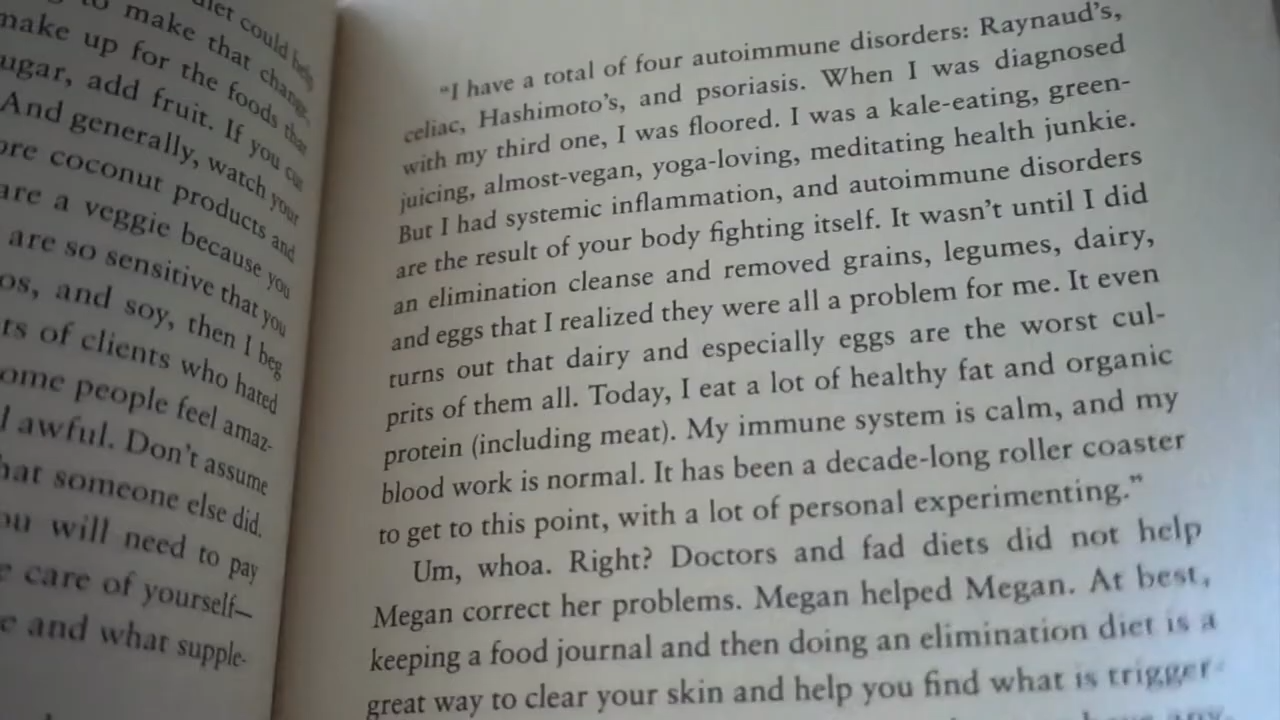 diet could help
to make that change,
make up for the foods that
ugar, add fruit. If you cut
And generally, watch your
ore coconut products and
are a veggie because you
are so sensitive that you
os, and soy, then I beg
ts of clients who hated
ome people feel amaz-
l awful. Don't assume
hat someone else did.
ou will need to pay
e care of yourself—
e and what supple-
"I have a total of four autoimmune disorders: Raynaud's,
celiac, Hashimoto's, and psoriasis. When I was diagnosed
with my third one, I was floored. I was a kale-eating, green-
juicing, almost-vegan, yoga-loving, meditating health junkie.
But I had systemic inflammation, and autoimmune disorders
are the result of your body fighting itself. It wasn't until I did
an elimination cleanse and removed grains, legumes, dairy,
and eggs that I realized they were all a problem for me. It even
turns out that dairy and especially eggs are the worst cul-
prits of them all. Today, I eat a lot of healthy fat and organic
protein (including meat). My immune system is calm, and my
blood work is normal. It has been a decade-long roller coaster
to get to this point, with a lot of personal experimenting."
Um, whoa. Right? Doctors and fad diets did not help
Megan correct her problems. Megan helped Megan. At best,
keeping a food journal and then doing an elimination diet is a
great way to clear your skin and help you find what is trigger-